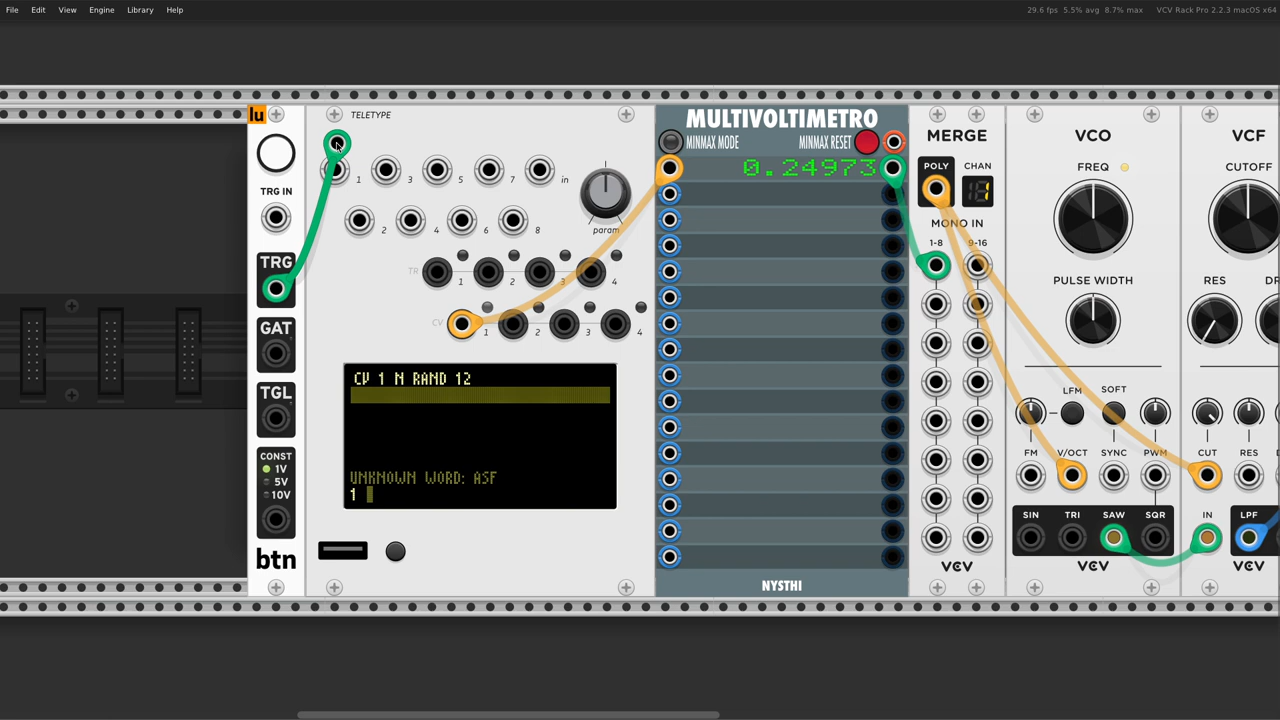 File Edit View Engine Library Help
29.6 fps 5.5% avg 8.7% max VCV Rack Pro 2.2.3 macOS x64
lu
TRG IN
TRG
GAT
TGL
CONST
1V
5V
10V
btn
TELETYPE
1 3 5 7 in
2 4 6 8
param
TR 1 2 3 4
CV 1 2 3 4
CV 1 N RAND 12
UNKNOWN WORD: ASF
1
MULTIVOLTIMETRO
MINMAX MODE MINMAX RESET
0.24973
NYSTHI
MERGE
POLY CHAN
1
MONO IN
1-8 9-16
VCV
VCO
FREQ
PULSE WIDTH
LFM SOFT
FM V/OCT SYNC PWM
SIN TRI SAW SQR
VCV
VCF
CUTOFF
RES
CUT RES
IN LPF
VCV